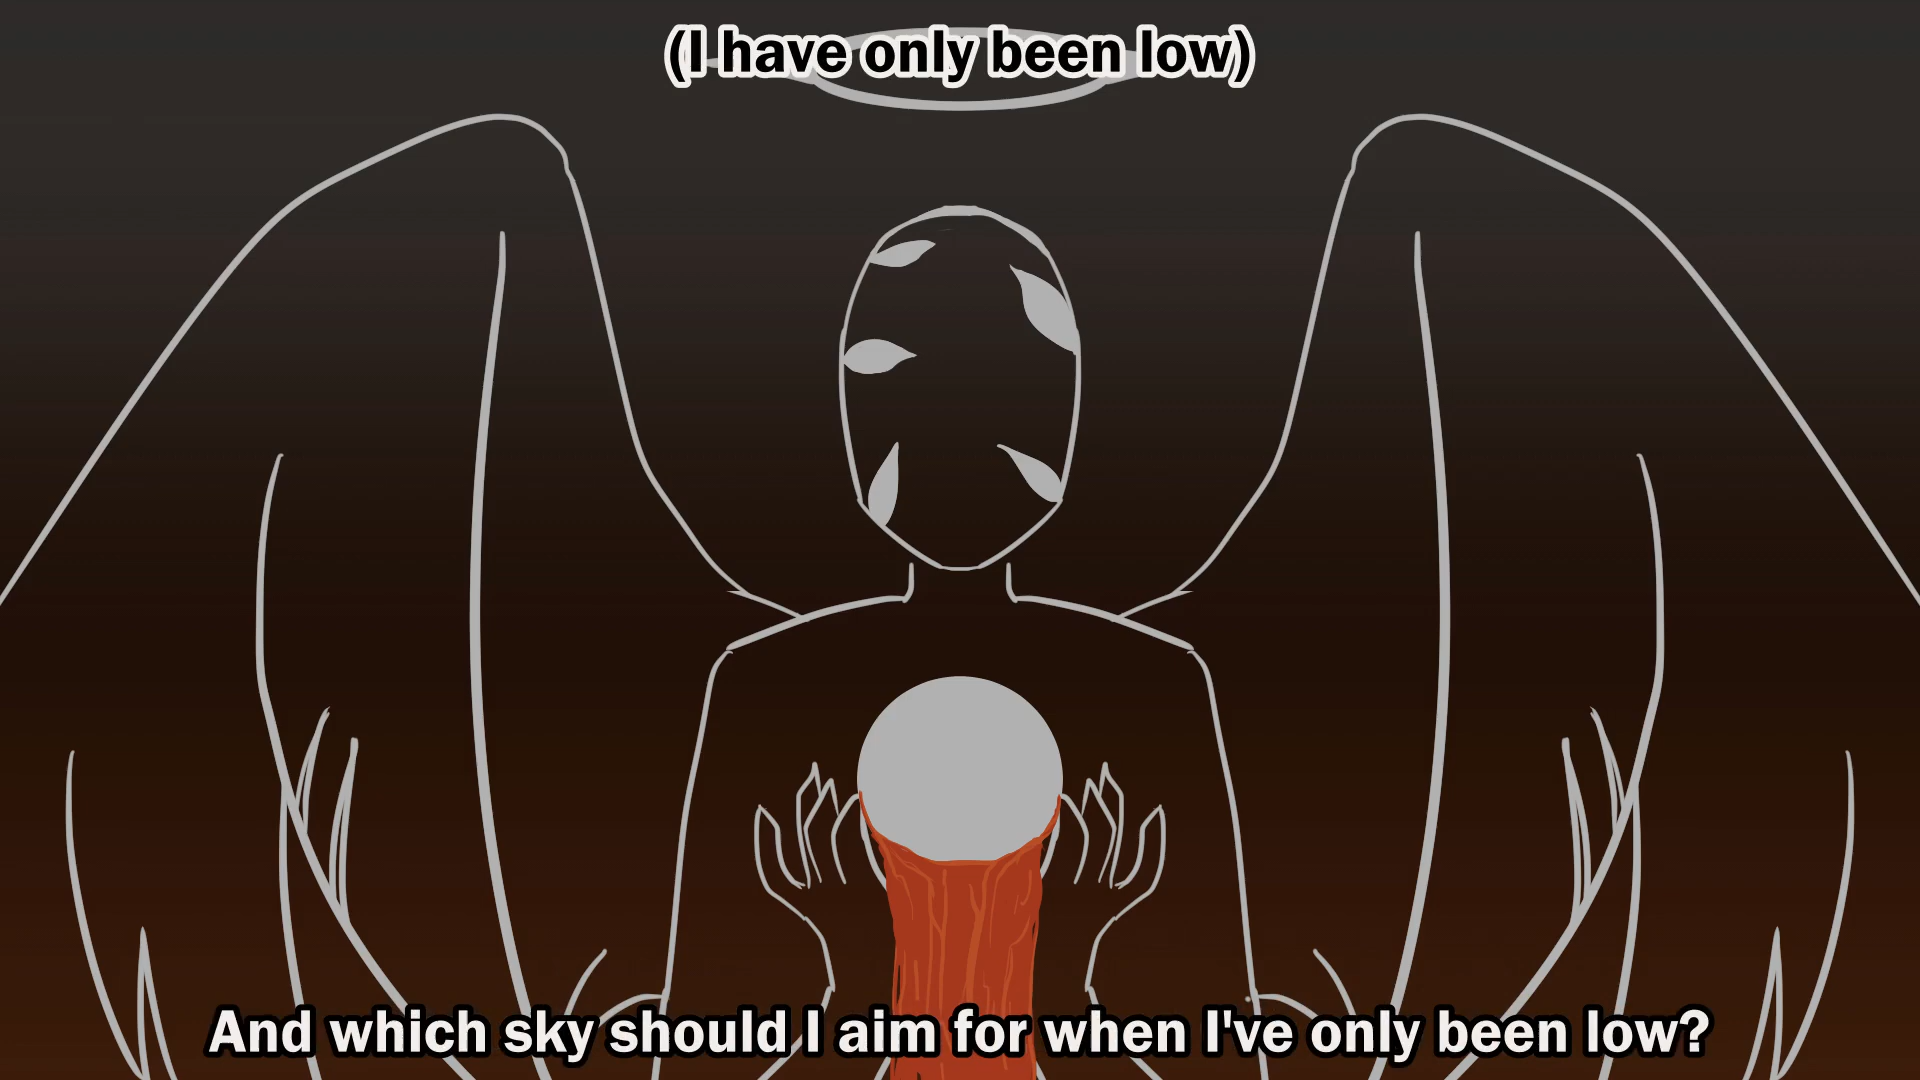 (I have only been low)
And which sky should I aim for when I've only been low?